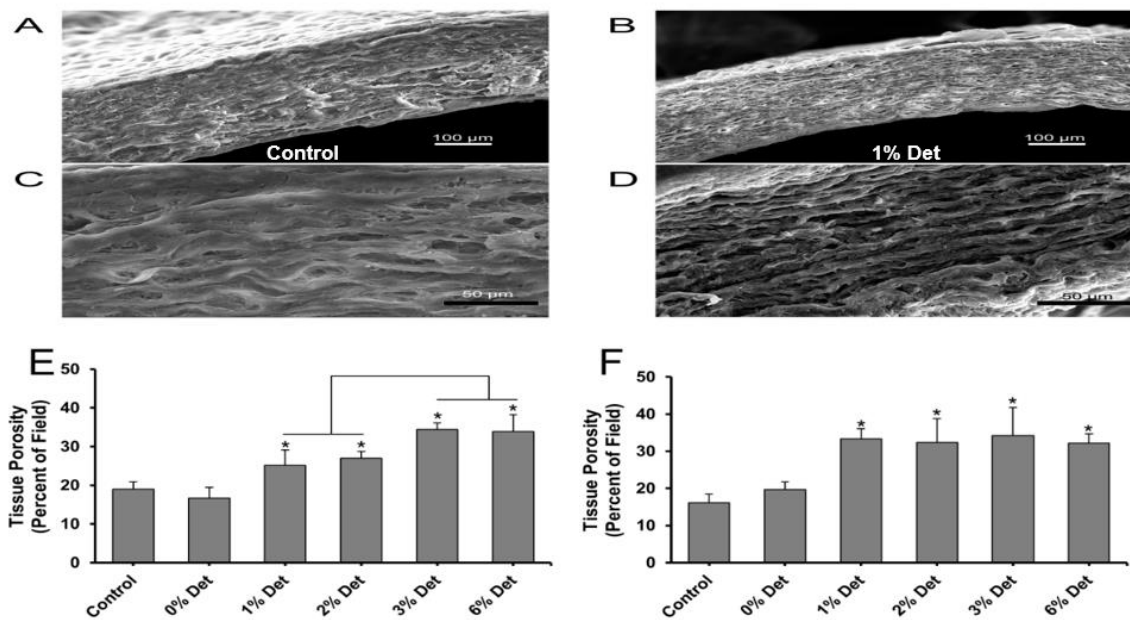 A
100 µm
Control
B
100 µm
1% Det
C
50 µm
D
50 µm
E
Tissue Porosity
(Percent of Field)
50
40
30
20
10
0
*
*
*
*
Control
0% Det
1% Det
2% Det
3% Det
6% Det
F
Tissue Porosity
(Percent of Field)
50
40
30
20
10
0
*
*
*
*
Control
0% Det
1% Det
2% Det
3% Det
6% Det